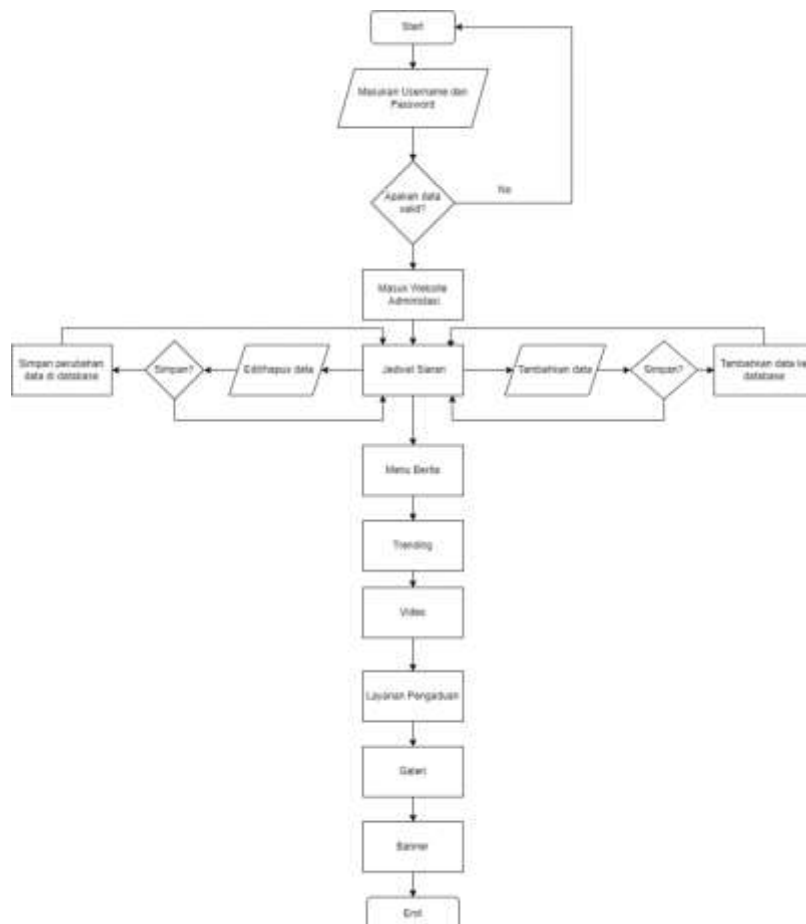 Start
Masukan Username dan
Password
Apakah data
valid?
No
Masuk Website
Administasi
Simpan perubahan
data di database
Simpan?
Edit/hapus data
Jadwal Siaran
Tambahkan data
Simpan?
Tambahkan data ke
database
Menu Berita
Trending
Video
Layanan Pengaduan
Galeri
Banner
End